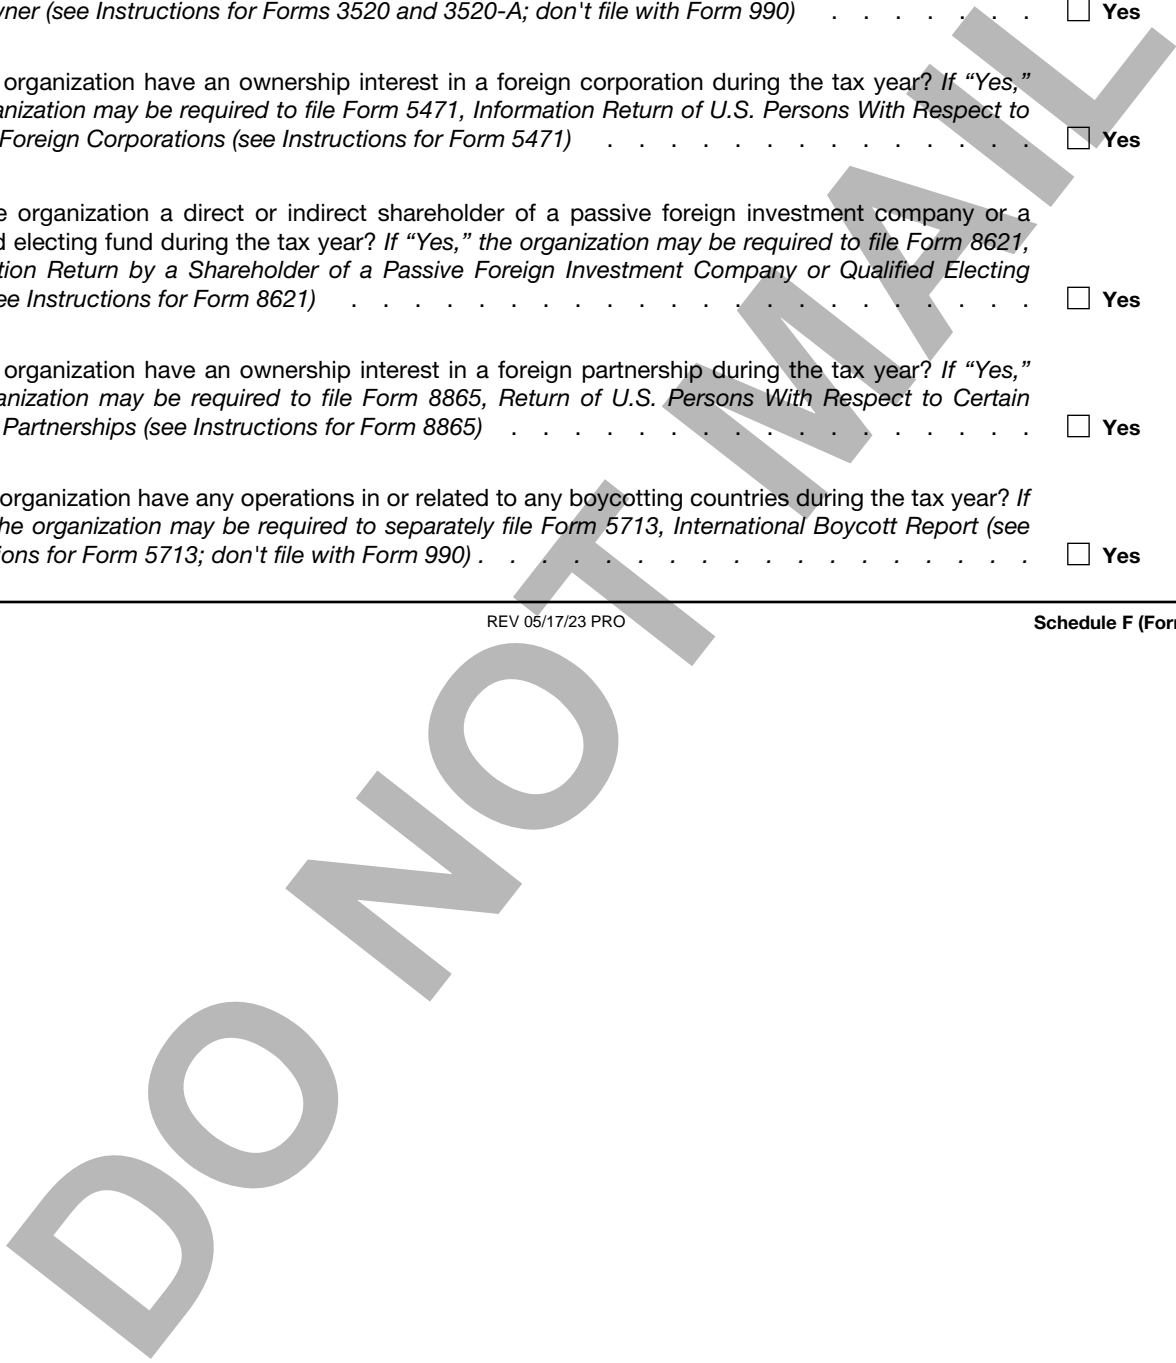 ner (see Instructions for Forms 3520 and 3520-A; don't file with Form 990) . . . . . . . ☐ Yes
organization have an ownership interest in a foreign corporation during the tax year? If “Yes,”
anization may be required to file Form 5471, Information Return of U.S. Persons With Respect to
Foreign Corporations (see Instructions for Form 5471) . . . . . . . . . . . . . . ☐ Yes
e organization a direct or indirect shareholder of a passive foreign investment company or a
d electing fund during the tax year? If “Yes,” the organization may be required to file Form 8621,
tion Return by a Shareholder of a Passive Foreign Investment Company or Qualified Electing
ee Instructions for Form 8621) . . . . . . . . . . . . . . . . . . . . . . ☐ Yes
organization have an ownership interest in a foreign partnership during the tax year? If “Yes,”
anization may be required to file Form 8865, Return of U.S. Persons With Respect to Certain
Partnerships (see Instructions for Form 8865) . . . . . . . . . . . . . . . . . ☐ Yes
organization have any operations in or related to any boycotting countries during the tax year? If
he organization may be required to separately file Form 5713, International Boycott Report (see
ions for Form 5713; don't file with Form 990) . . . . . . . . . . . . . . . . . . ☐ Yes
REV 05/17/23 PRO Schedule F (For
DO NOT MAIL